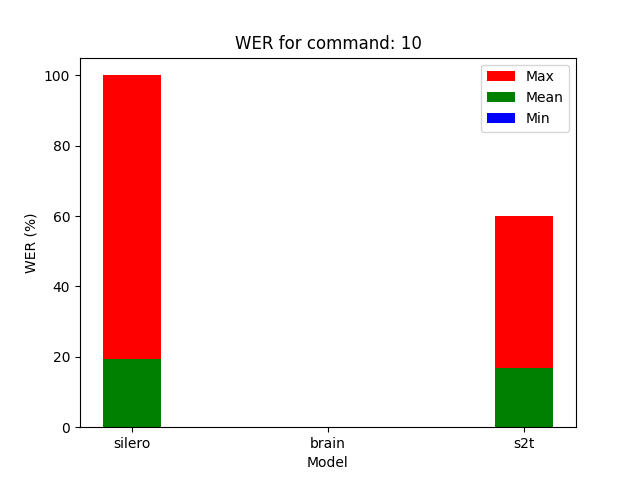 WER for command: 10
100
80
60
40
20
0
WER (%)
Max
Mean
Min
silero
brain
s2t
Model